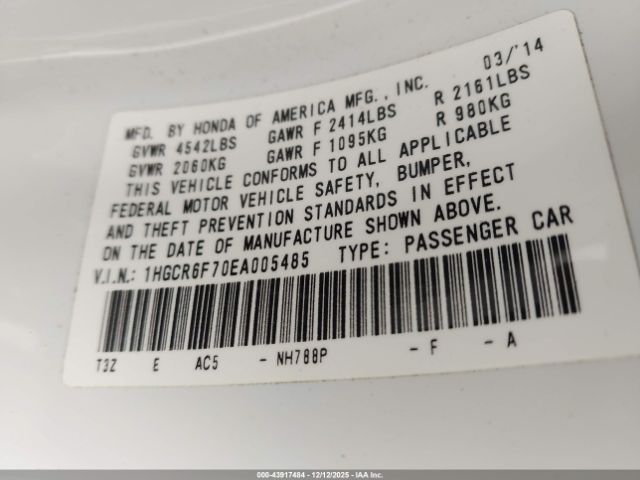 03/'14
MFD. BY HONDA OF AMERICA MFG., INC.
GVWR 4542LBS GAWR F 2414LBS R 2161LBS
GVWR 2060KG GAWR F 1095KG R 980KG
THIS VEHICLE CONFORMS TO ALL APPLICABLE
FEDERAL MOTOR VEHICLE SAFETY, BUMPER,
AND THEFT PREVENTION STANDARDS IN EFFECT
ON THE DATE OF MANUFACTURE SHOWN ABOVE.
V.I.N.: 1HGCR6F70EA005485 TYPE: PASSENGER CAR
T3Z E AC5 - NH788P - F - A
000-43917484 - 12/12/2025 - IAA Inc.